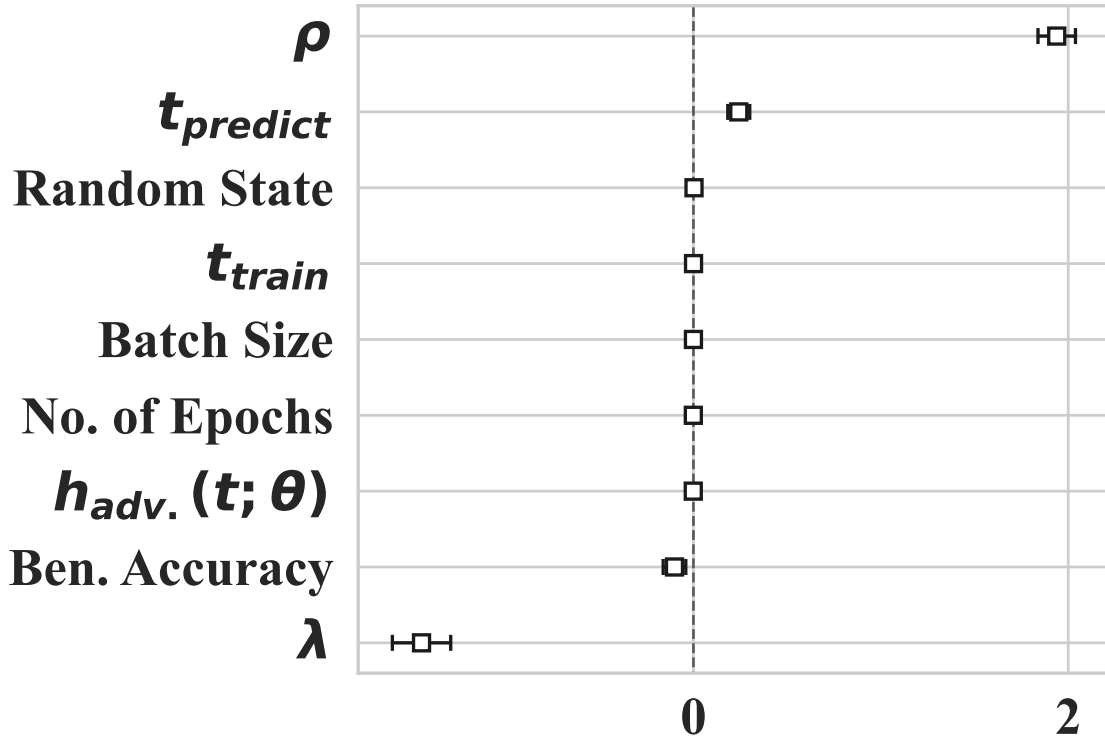 ρ
t_predict
Random State
t_train
Batch Size
No. of Epochs
h_adv. (t; θ)
Ben. Accuracy
λ
0 2